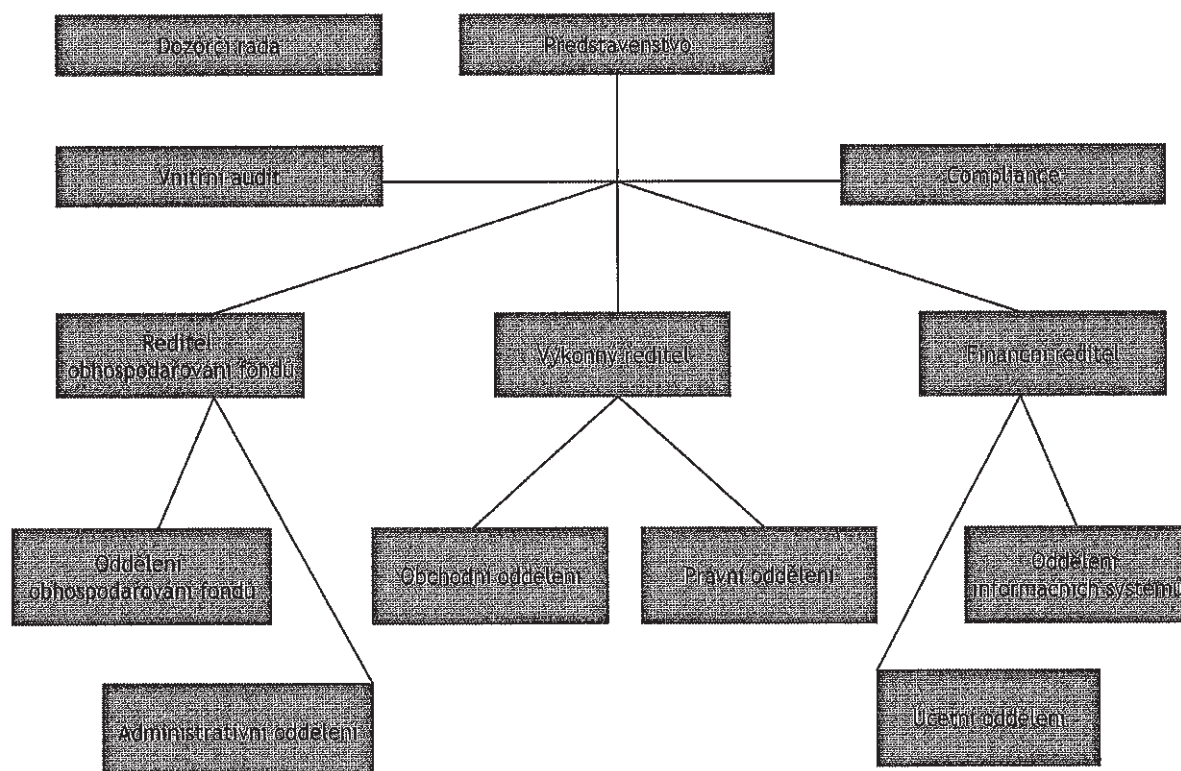 Dozorčí rada
Představenstvo
Vnitřní audit
Compliance
Ředitel
obhospodařování fondů
Výkonný ředitel
Finanční ředitel
Oddělení
obhospodařování fondů
Obchodní oddělení
Právní oddělení
Oddělení
informačních systémů
Administrativní oddělení
Účetní oddělení